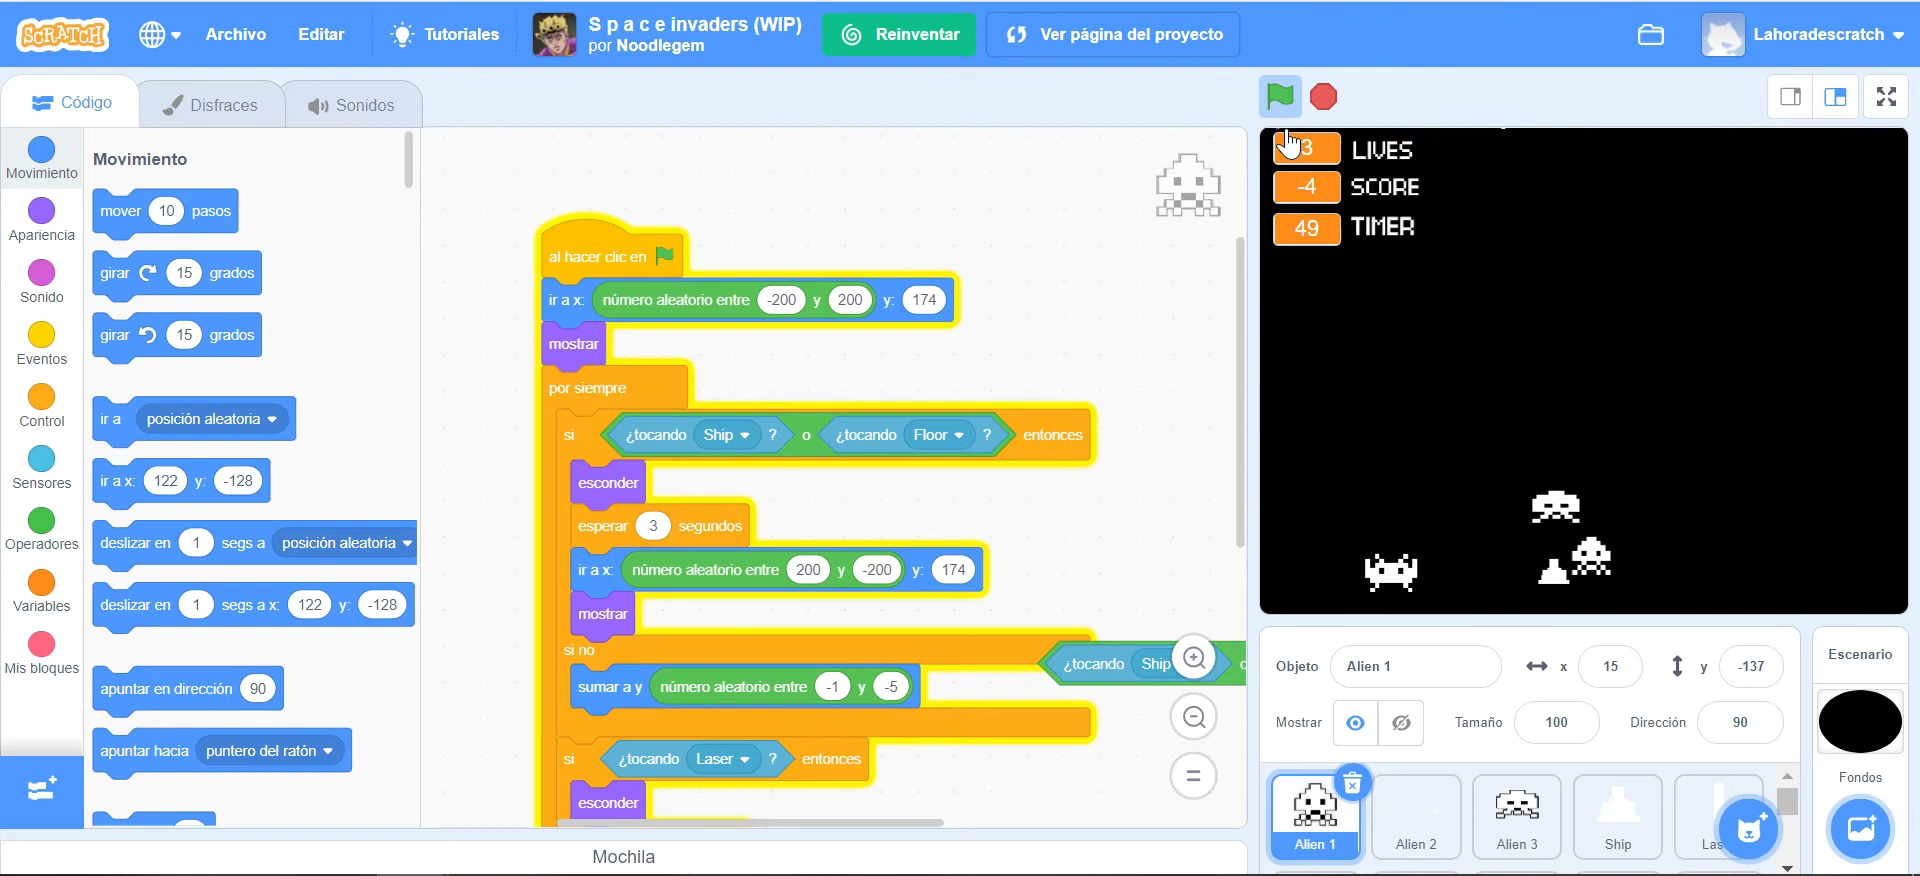 SCRATCH
Archivo
Editar
Tutoriales
S p a c e invaders (WIP)
por Noodlegem
Reinventar
Ver página del proyecto
Lahoradescratch
Código
Disfraces
Sonidos
Movimiento
Apariencia
Sonido
Eventos
Control
Sensores
Operadores
Variables
Mis bloques
Movimiento
mover 10 pasos
girar 15 grados
girar 15 grados
ir a posición aleatoria
ir a x: 122 y: -128
deslizar en 1 segs a posición aleatoria
deslizar en 1 segs a x: 122 y: -128
apuntar en dirección 90
apuntar hacia puntero del ratón
al hacer clic en
ir a x: número aleatorio entre -200 y 200 y: 174
mostrar
por siempre
si ¿tocando Ship ? o ¿tocando Floor ? entonces
esconder
esperar 3 segundos
ir a x: número aleatorio entre 200 y -200 y: 174
mostrar
si no
¿tocando Ship
sumar a y número aleatorio entre -1 y -5
si ¿tocando Laser ? entonces
esconder
Mochila
3 LIVES
-4 SCORE
49 TIMER
Objeto Alien 1 x 15 y -137
Mostrar Tamaño 100 Dirección 90
Alien 1
Alien 2
Alien 3
Ship
Las
Escenario
Fondos